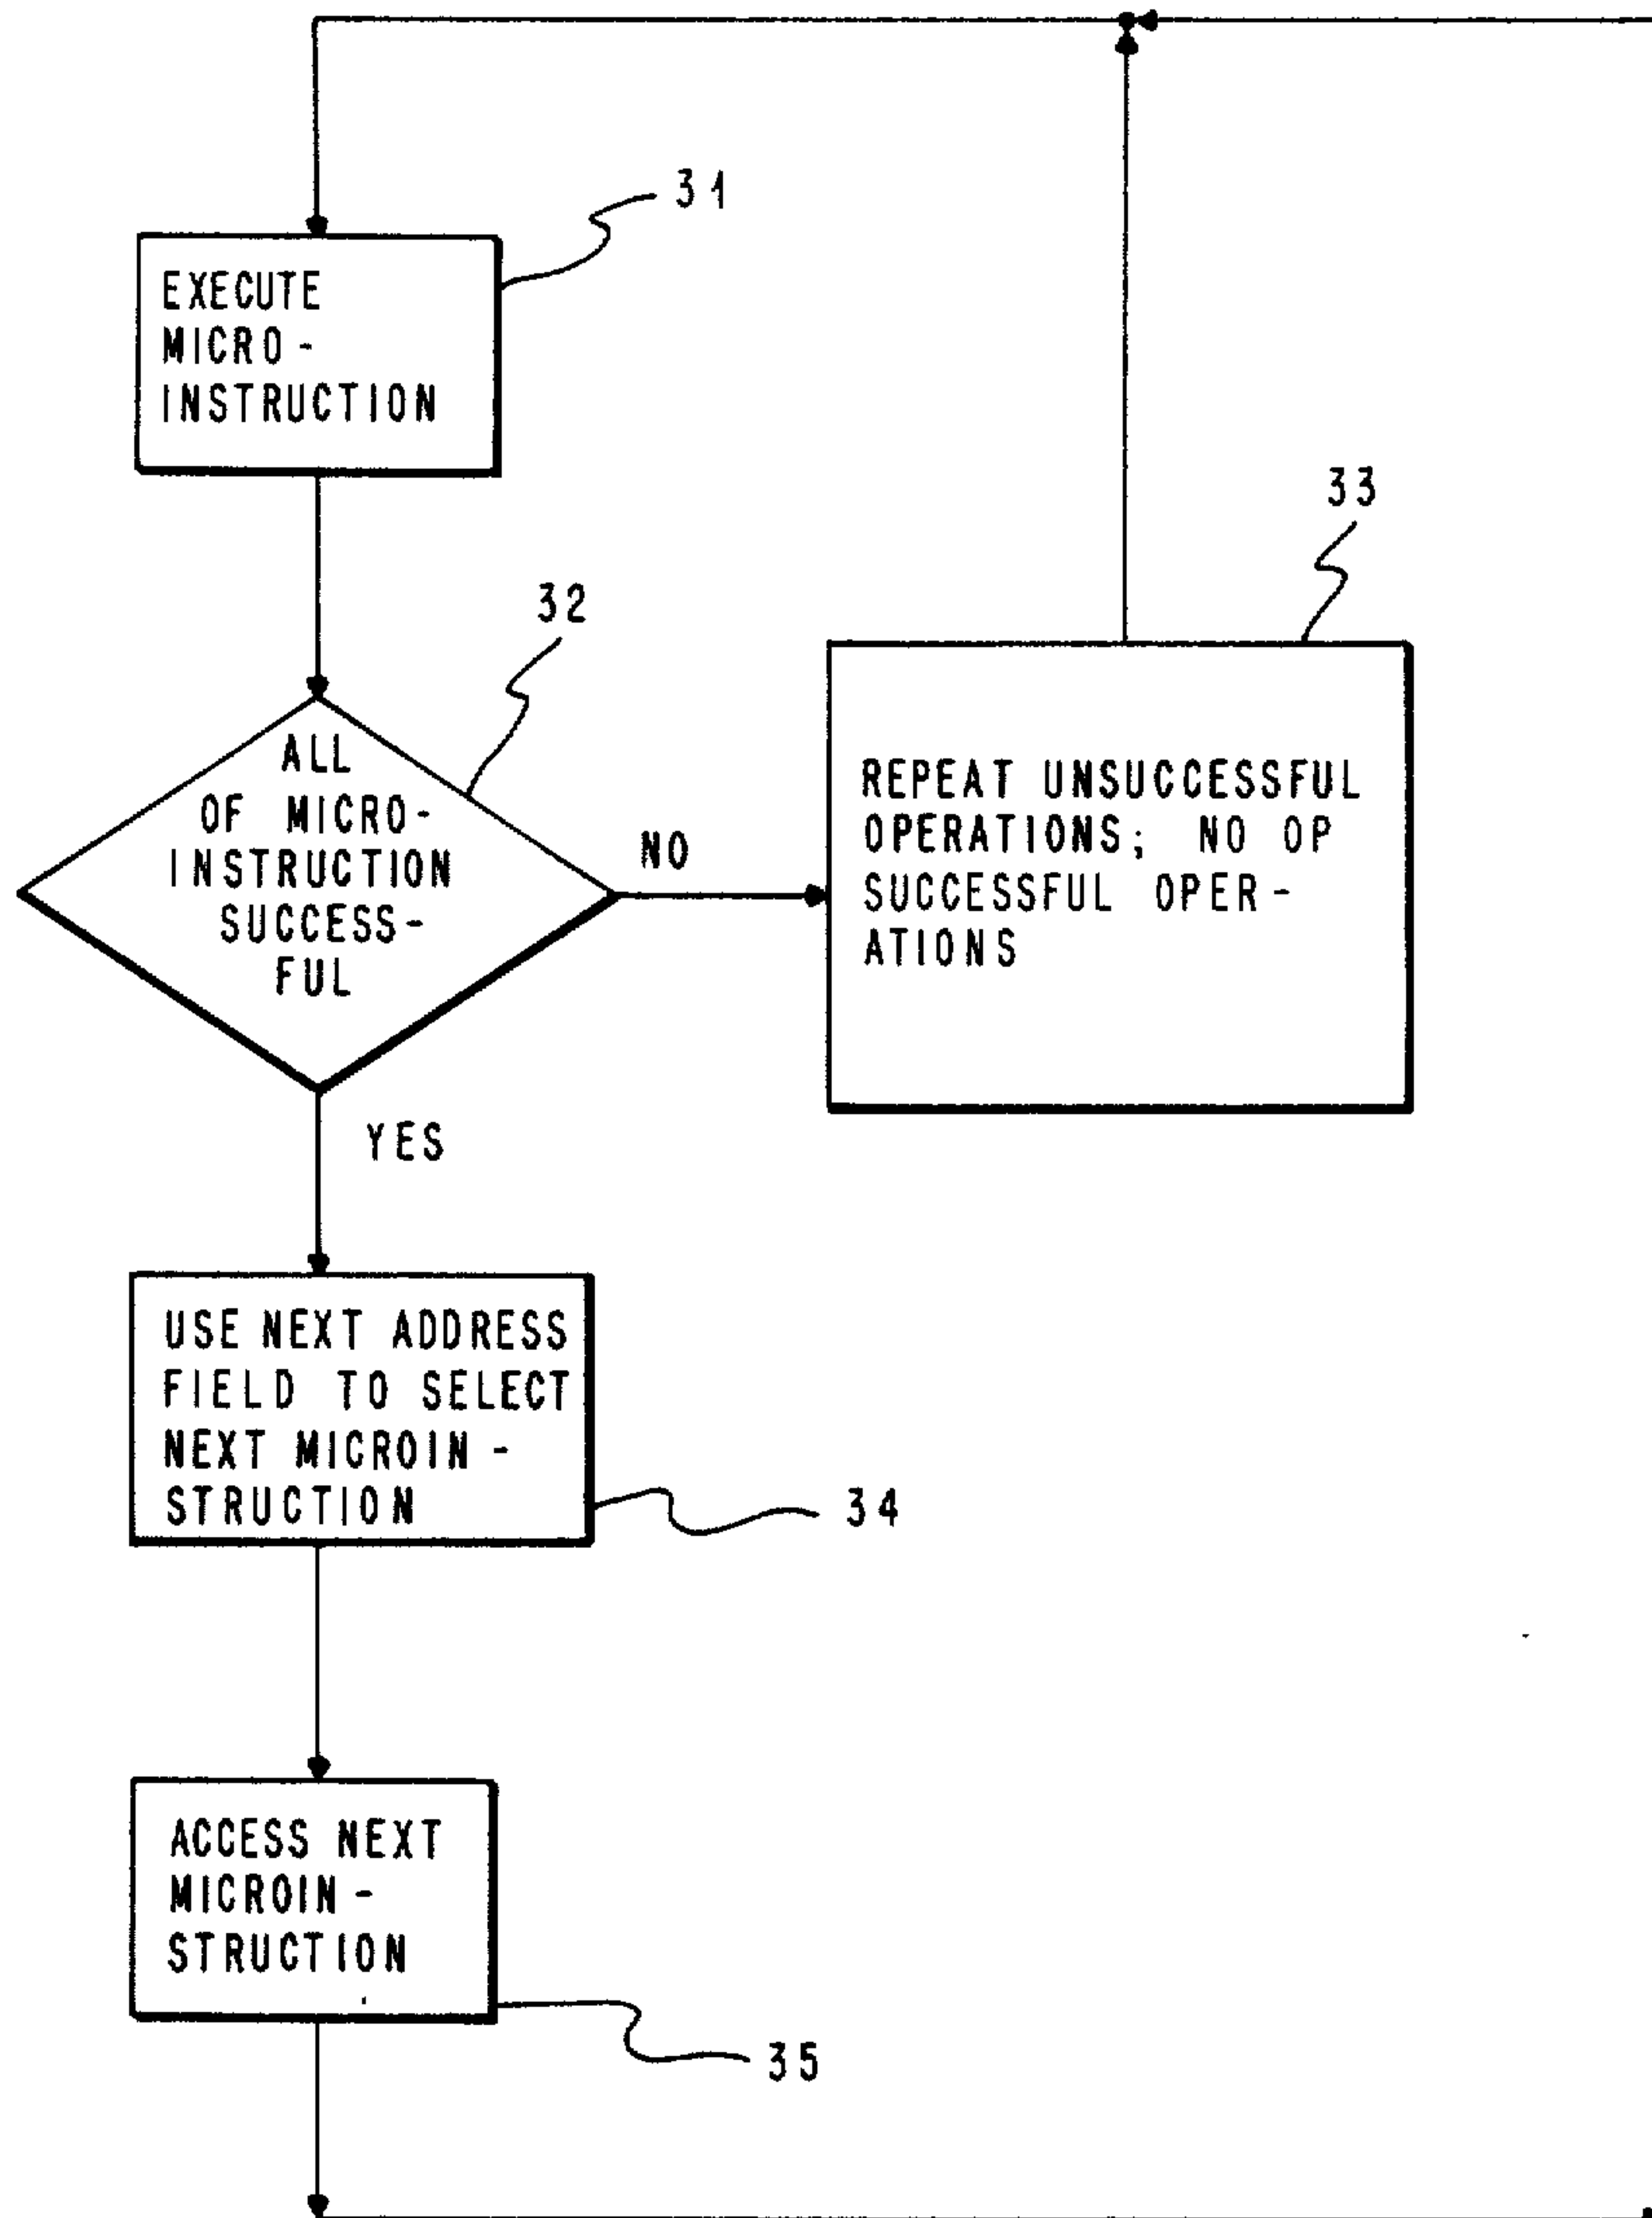 31
EXECUTE
MICRO-
INSTRUCTION
32
ALL
OF MICRO-
INSTRUCTION
SUCCESS-
FUL
NO
33
REPEAT UNSUCCESSFUL
OPERATIONS; NO OP
SUCCESSFUL OPER-
ATIONS
YES
USE NEXT ADDRESS
FIELD TO SELECT
NEXT MICROIN-
STRUCTION
34
ACCESS NEXT
MICROIN-
STRUCTION
35